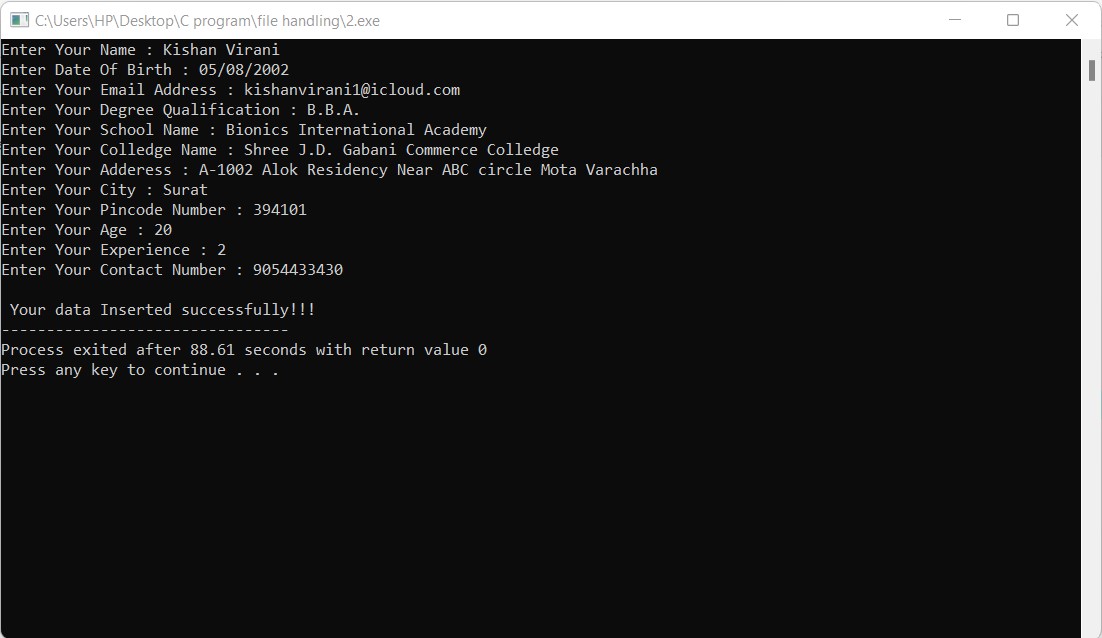 C:\Users\HP\Desktop\C program\file handling\2.exe
Enter Your Name : Kishan Virani
Enter Date Of Birth : 05/08/2002
Enter Your Email Address : kishanvirani1@icloud.com
Enter Your Degree Qualification : B.B.A.
Enter Your School Name : Bionics International Academy
Enter Your Colledge Name : Shree J.D. Gabani Commerce Colledge
Enter Your Adderess : A-1002 Alok Residency Near ABC circle Mota Varachha
Enter Your City : Surat
Enter Your Pincode Number : 394101
Enter Your Age : 20
Enter Your Experience : 2
Enter Your Contact Number : 9054433430
Your data Inserted successfully!!!
--------------------------------
Process exited after 88.61 seconds with return value 0
Press any key to continue . . .